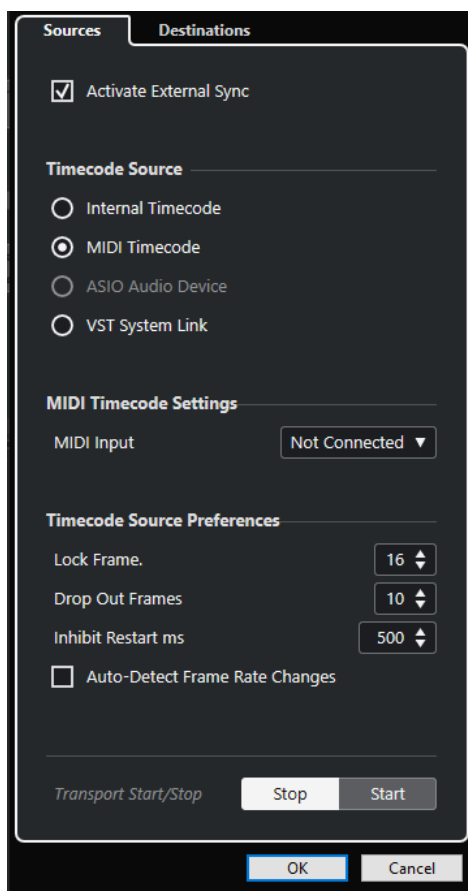 Sources Destinations
Activate External Sync
Timecode Source
Internal Timecode
MIDI Timecode
ASIO Audio Device
VST System Link
MIDI Timecode Settings
MIDI Input Not Connected
Timecode Source Preferences
Lock Frame. 16
Drop Out Frames 10
Inhibit Restart ms 500
Auto-Detect Frame Rate Changes
Transport Start/Stop Stop Start
OK Cancel